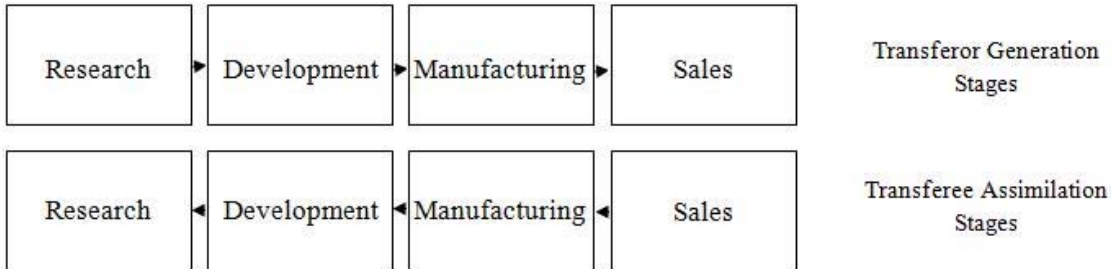 Research Development Manufacturing Sales
Transferor Generation
Stages
Research Development Manufacturing Sales
Transferee Assimilation
Stages